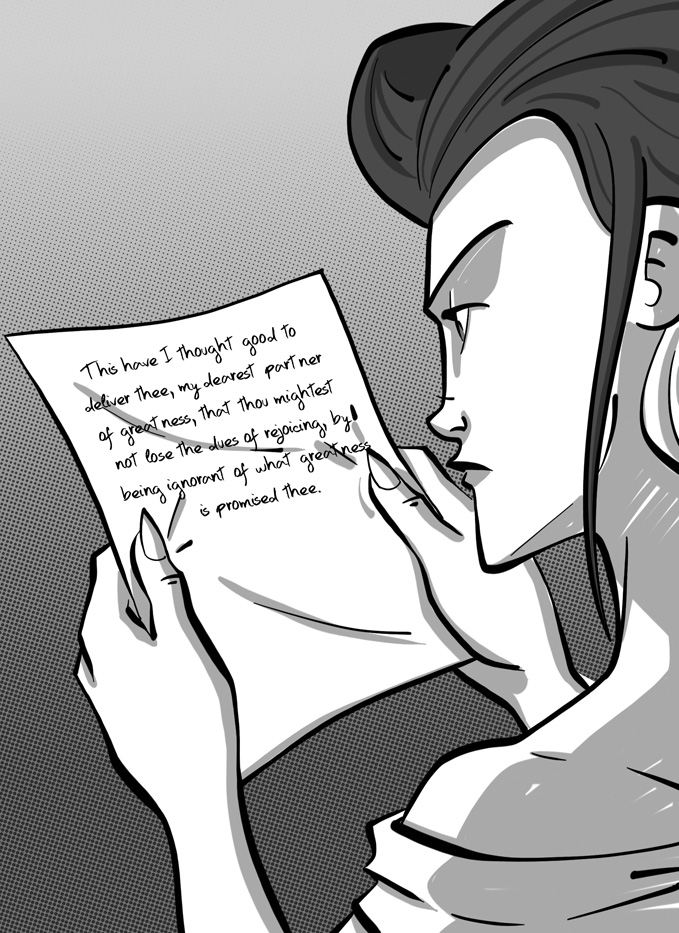 This have I thought good to
deliver thee, my dearest partner
of greatness, that thou mightest
not lose the dues of rejoicing, by
being ignorant of what greatness
is promised thee.